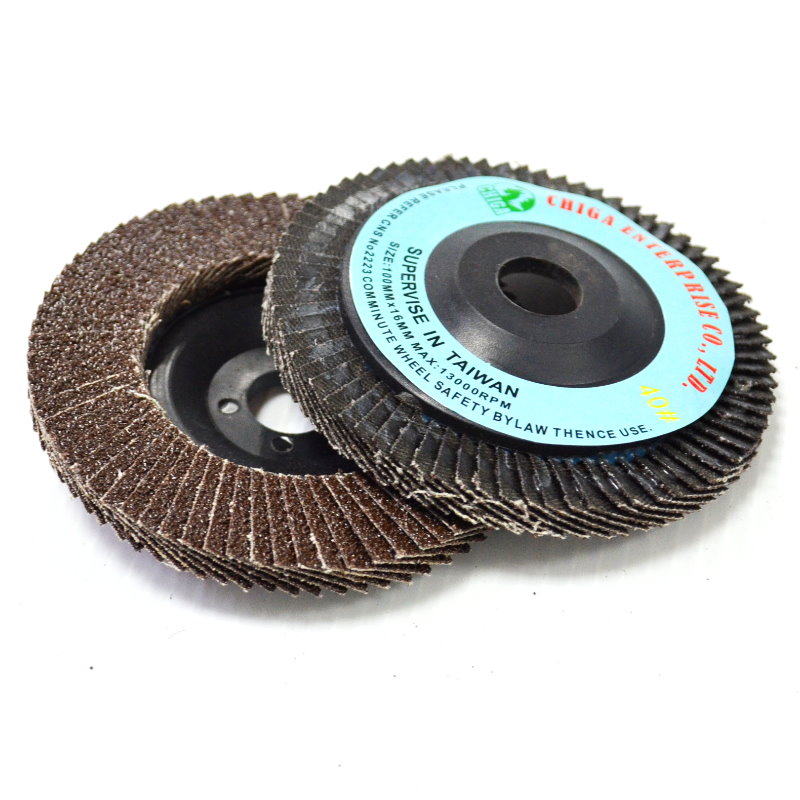 CHIGA
CHIGA ENTERPRISE CO., LTD.
40#
SUPERVISE IN TAIWAN
SIZE:100MMX16MM MAX:13000RPM
PLEASE REFER CNS No2223 COMMINUTE WHEEL SAFETY BYLAW THENCE USE.